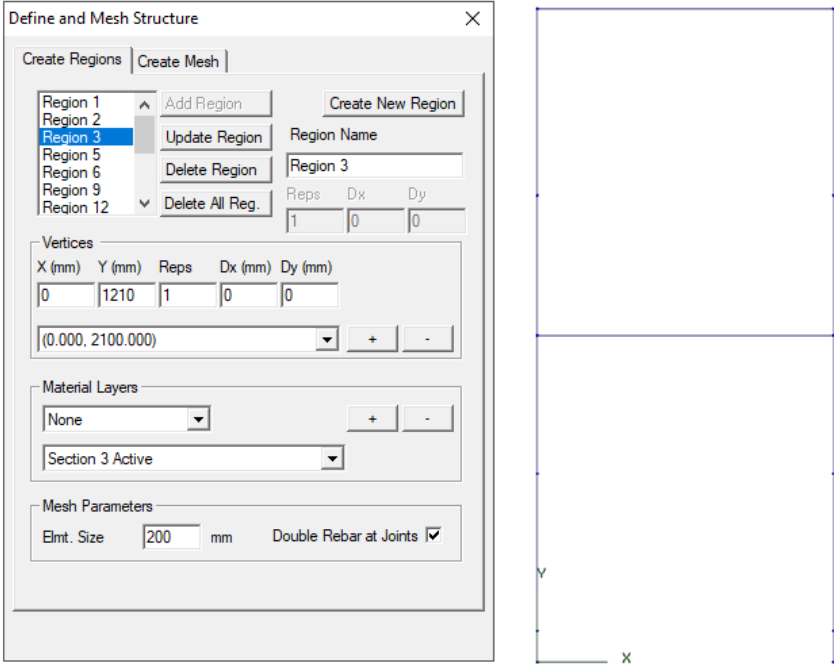 Define and Mesh Structure
Create Regions Create Mesh
Region 1
Region 2
Region 3
Region 5
Region 6
Region 9
Region 12
Add Region
Update Region
Delete Region
Delete All Reg.
Create New Region
Region Name
Region 3
Reps Dx Dy
1 0 0
Vertices
X (mm) Y (mm) Reps Dx (mm) Dy (mm)
0 1210 1 0 0
(0.000, 2100.000) + -
Material Layers
None + -
Section 3 Active
Mesh Parameters
Elmt. Size 200 mm Double Rebar at Joints
Y
X